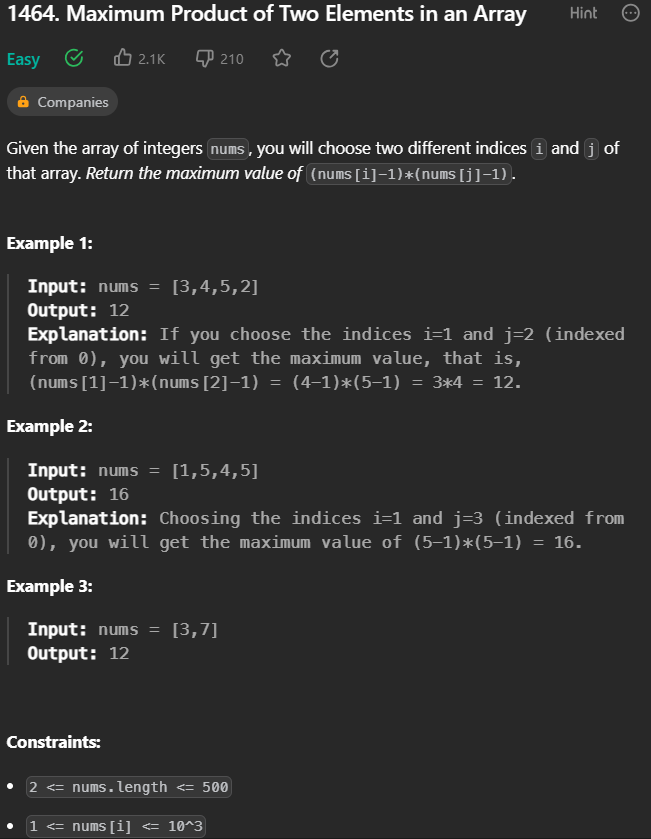 1464. Maximum Product of Two Elements in an Array Hint
Easy 2.1K 210
Companies
Given the array of integers nums, you will choose two different indices i and j of
that array. Return the maximum value of (nums[i]-1)*(nums[j]-1).
Example 1:
Input: nums = [3,4,5,2]
Output: 12
Explanation: If you choose the indices i=1 and j=2 (indexed
from 0), you will get the maximum value, that is,
(nums[1]-1)*(nums[2]-1) = (4-1)*(5-1) = 3*4 = 12.
Example 2:
Input: nums = [1,5,4,5]
Output: 16
Explanation: Choosing the indices i=1 and j=3 (indexed from
0), you will get the maximum value of (5-1)*(5-1) = 16.
Example 3:
Input: nums = [3,7]
Output: 12
Constraints:
• 2 <= nums.length <= 500
• 1 <= nums[i] <= 10^3